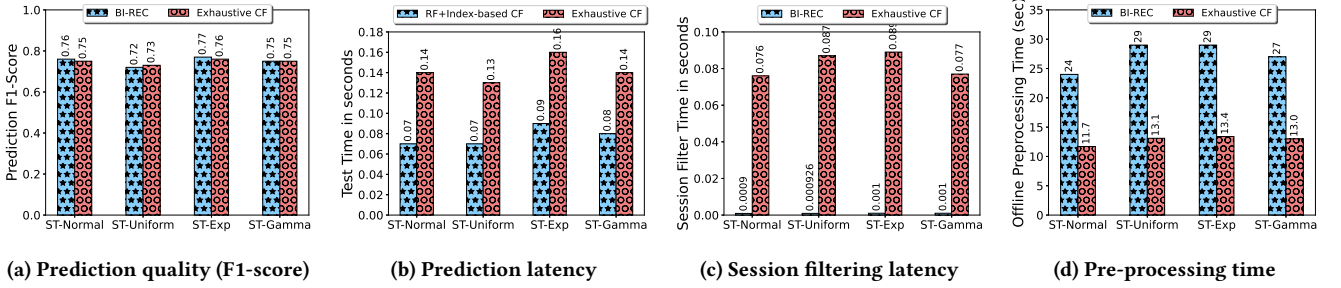 BI-REC Exhaustive CF
Prediction F1-Score
1.0
0.8
0.6
0.4
0.2
0.0
0.76 0.75 0.72 0.73 0.77 0.76 0.75 0.75
ST-Normal ST-Uniform ST-Exp ST-Gamma
(a) Prediction quality (F1-score)
RF+Index-based CF Exhaustive CF
Test Time in seconds
0.18
0.16
0.14
0.12
0.10
0.08
0.06
0.04
0.02
0.00
0.07 0.14 0.07 0.13 0.09 0.16 0.08 0.14
ST-Normal ST-Uniform ST-Exp ST-Gamma
(b) Prediction latency
BI-REC Exhaustive CF
Session Filter Time in seconds
0.10
0.08
0.06
0.04
0.02
0.00
0.0009 0.076 0.000926 0.087 0.001 0.089 0.001 0.077
ST-Normal ST-Uniform ST-Exp ST-Gamma
(c) Session filtering latency
BI-REC Exhaustive CF
Offline Preprocessing Time (sec)
35
30
25
20
15
10
5
0
24 11.7 29 13.1 29 13.4 27 13.0
ST-Normal ST-Uniform ST-Exp ST-Gamma
(d) Pre-processing time